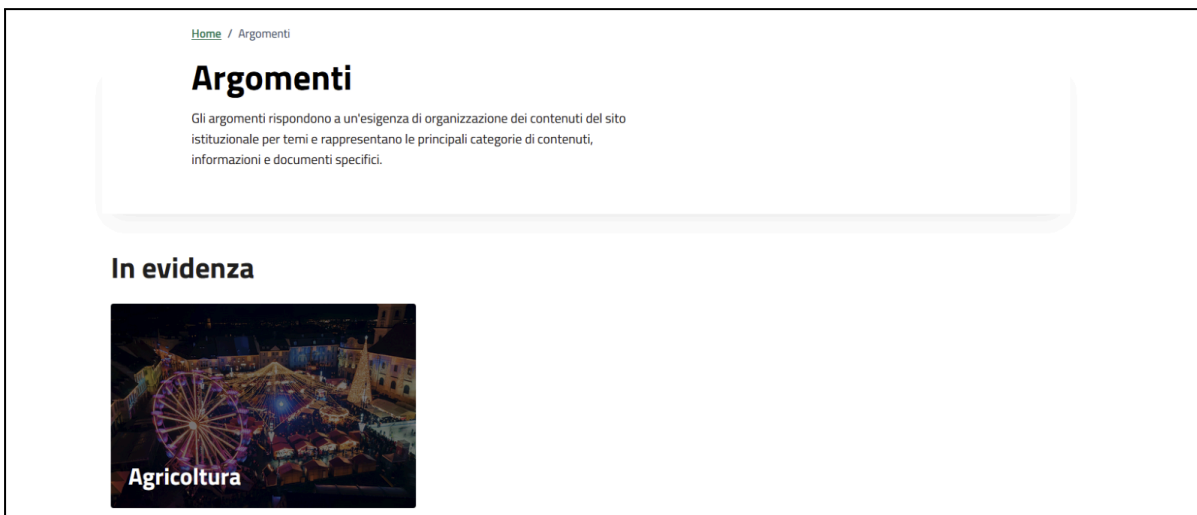 Home / Argomenti
Argomenti
Gli argomenti rispondono a un'esigenza di organizzazione dei contenuti del sito
istituzionale per temi e rappresentano le principali categorie di contenuti,
informazioni e documenti specifici.
In evidenza
Agricoltura